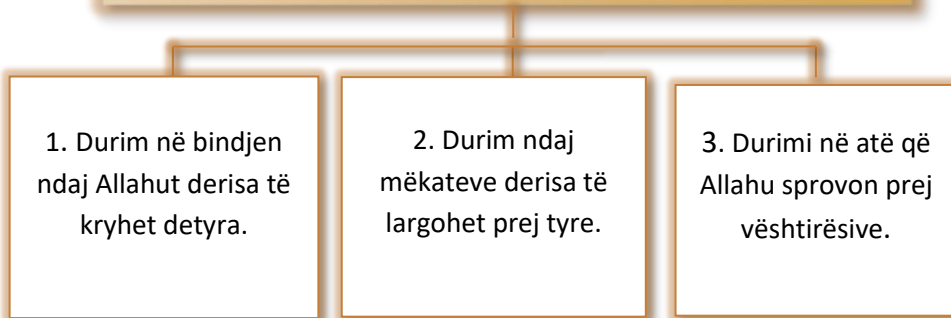 1. Durim në bindjen
ndaj Allahut derisa të
kryhet detyra.
2. Durim ndaj
mëkateve derisa të
largohet prej tyre.
3. Durimi në atë që
Allahu sprovon prej
vështirësive.